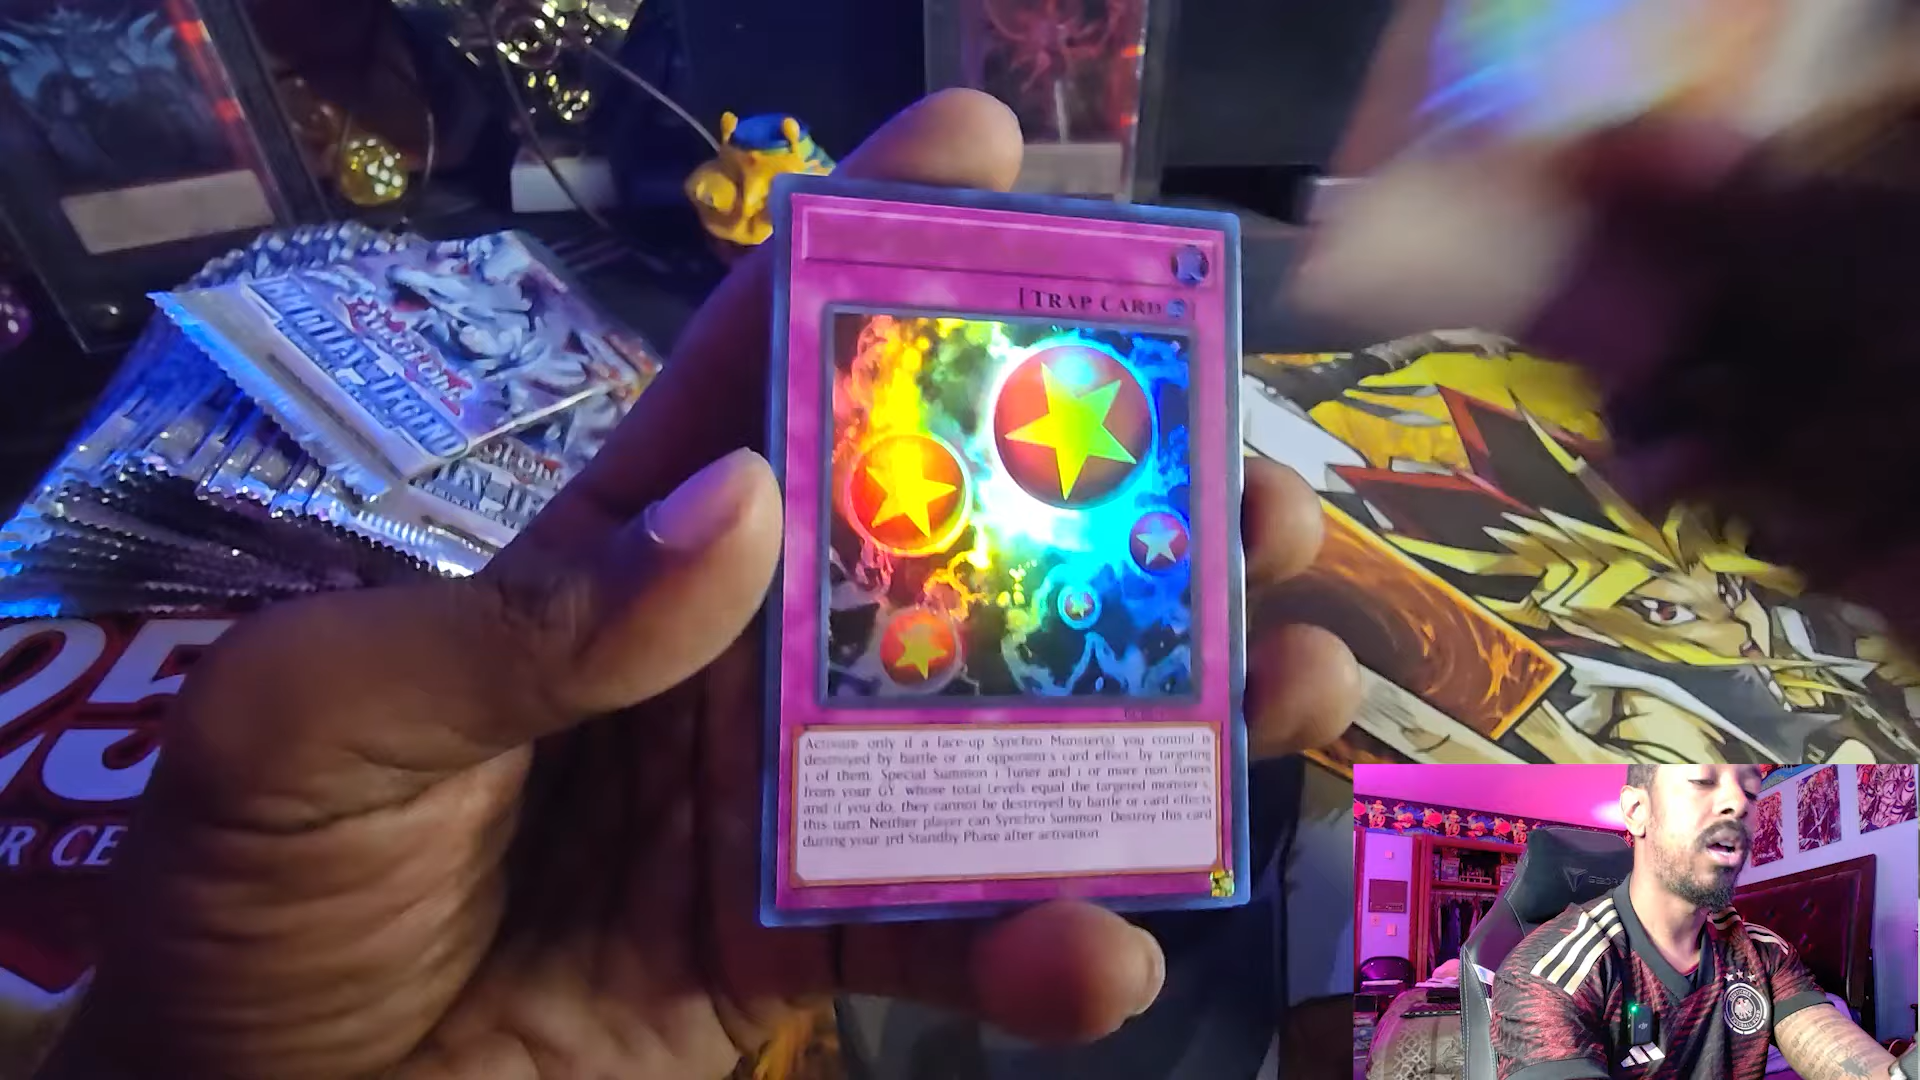 [TRAP CARD
Activate only if a face-up Synchro Monster(s) you control is
destroyed by battle or an opponent's card effect, by targeting
1 of them. Special Summon 1 Tuner and 1 or more non-Tuners
from your GY, whose total Levels equal the targeted monster's,
and if you do, they cannot be destroyed by battle or card effects
this turn. Neither player can Synchro Summon. Destroy this card
during your 3rd Standby Phase after activation.
YU-GI-OH!
25
R CE